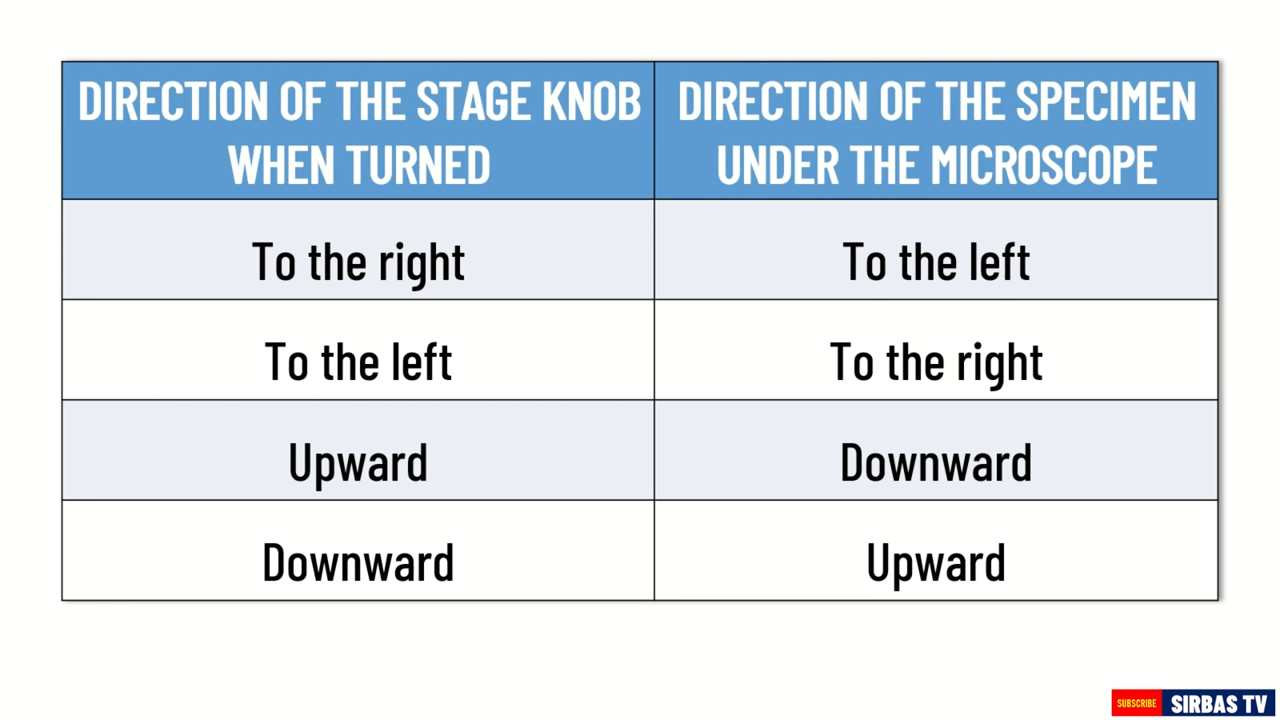 DIRECTION OF THE STAGE KNOB
WHEN TURNED
DIRECTION OF THE SPECIMEN
UNDER THE MICROSCOPE
To the right
To the left
To the left
To the right
Upward
Downward
Downward
Upward
SUBSCRIBE
SIRBAS TV